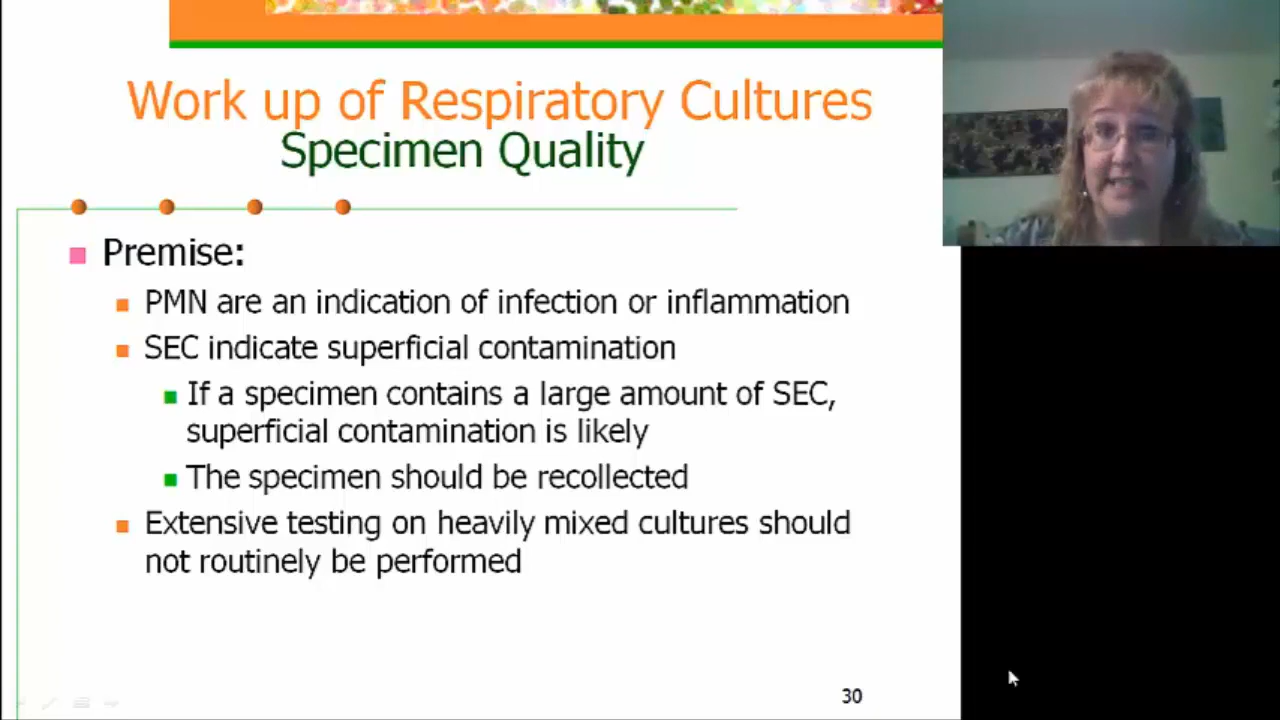 Work up of Respiratory Cultures
Specimen Quality
Premise:
PMN are an indication of infection or inflammation
SEC indicate superficial contamination
If a specimen contains a large amount of SEC,
superficial contamination is likely
The specimen should be recollected
Extensive testing on heavily mixed cultures should
not routinely be performed
30